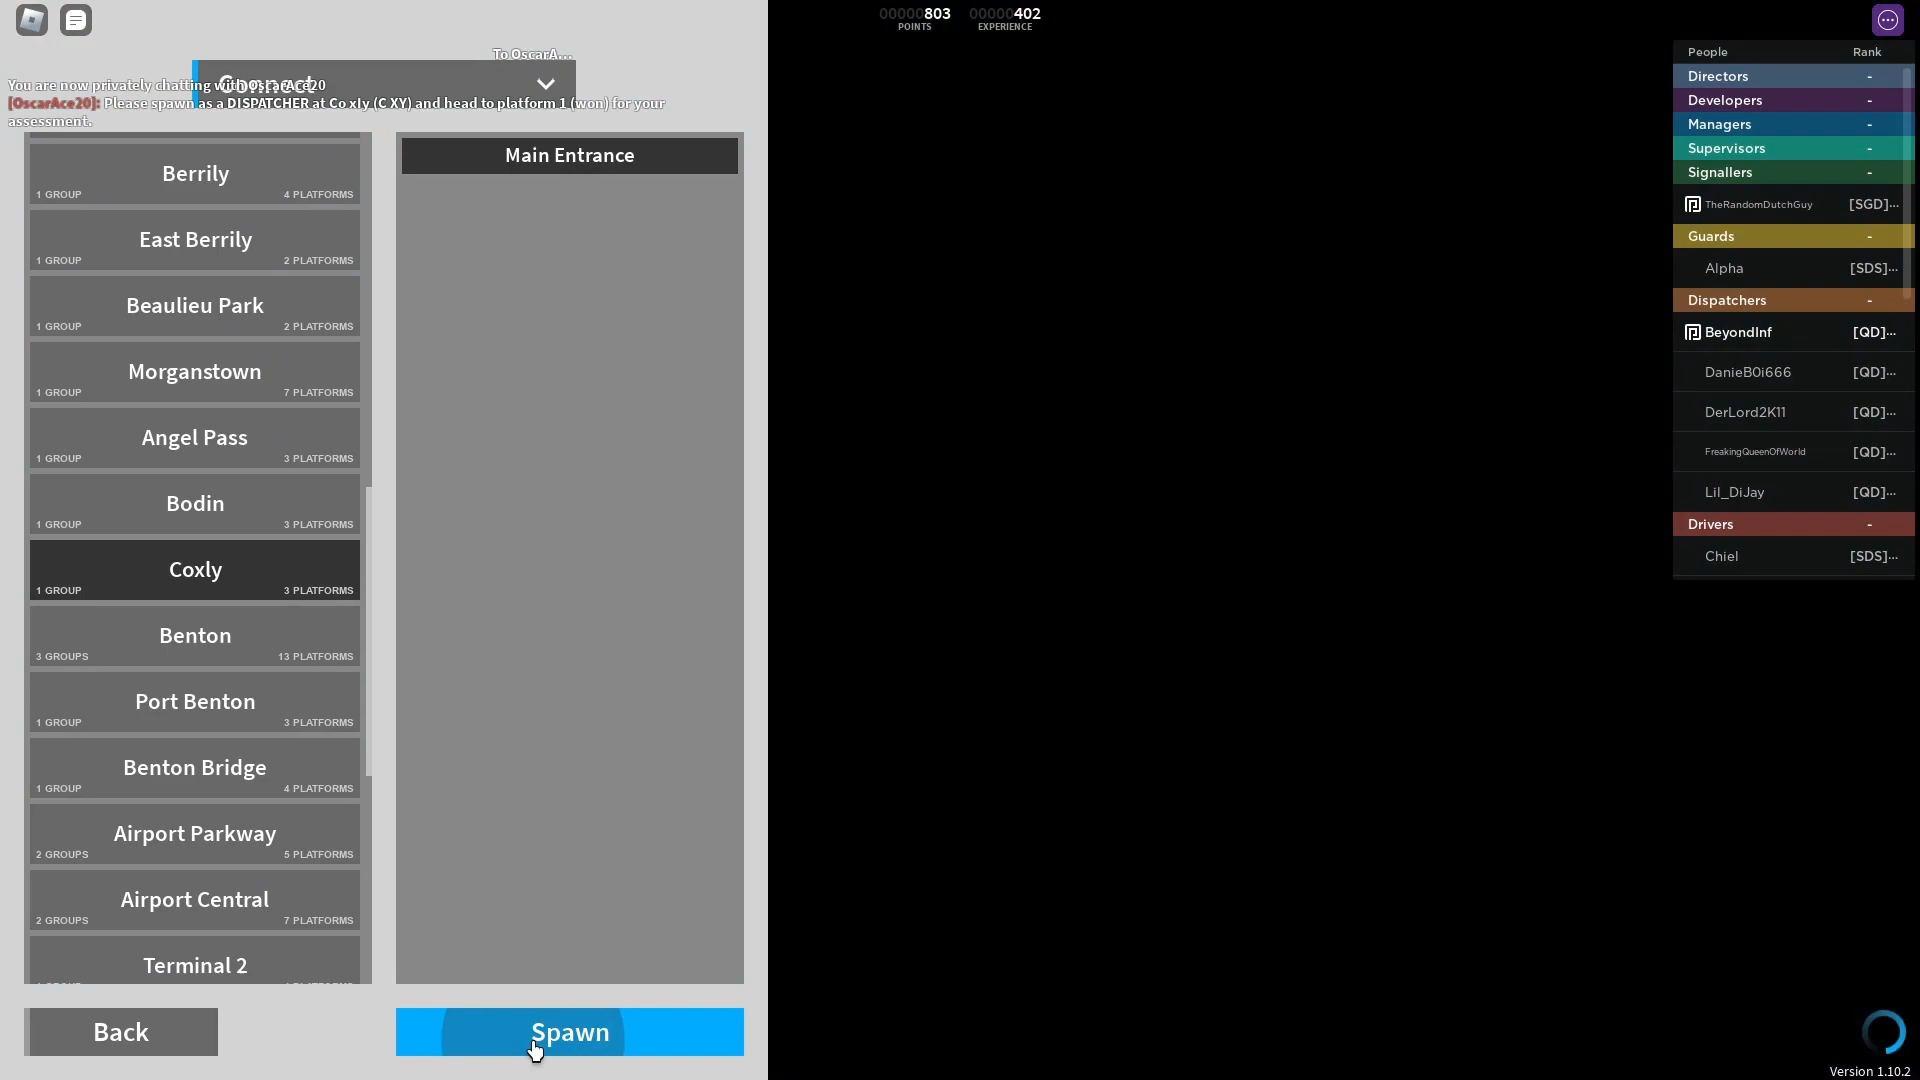 00000803
POINTS
00000402
EXPERIENCE
To OscarA...
Connect
You are now privately chatting with OscarAce20
[OscarAce20]: Please spawn as a DISPATCHER at Co xly (C XY) and head to platform 1 (won) for your
assessment.
Berrily
1 GROUP 4 PLATFORMS
East Berrily
1 GROUP 2 PLATFORMS
Beaulieu Park
1 GROUP 2 PLATFORMS
Morganstown
1 GROUP 7 PLATFORMS
Angel Pass
1 GROUP 3 PLATFORMS
Bodin
1 GROUP 3 PLATFORMS
Coxly
1 GROUP 3 PLATFORMS
Benton
3 GROUPS 13 PLATFORMS
Port Benton
1 GROUP 3 PLATFORMS
Benton Bridge
1 GROUP 4 PLATFORMS
Airport Parkway
2 GROUPS 5 PLATFORMS
Airport Central
2 GROUPS 7 PLATFORMS
Terminal 2
Back
Main Entrance
Spawn
People Rank
Directors -
Developers -
Managers -
Supervisors -
Signallers -
TheRandomDutchGuy [SGD]...
Guards -
Alpha [SDS]...
Dispatchers -
BeyondInf [QD]...
DanieB0i666 [QD]...
DerLord2K11 [QD]...
FreakingQueenOfWorld [QD]...
Lil_DiJay [QD]...
Drivers -
Chiel [SDS]...
Version 1.10.2